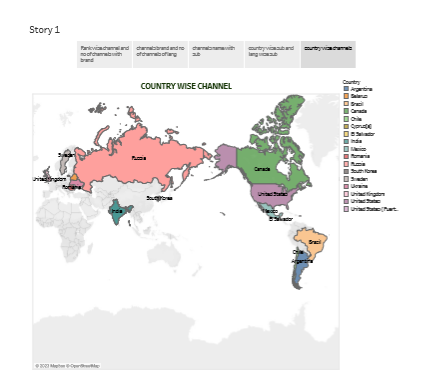 Story 1
Rank wise channel and
no of channels with
brand
channels brand and no
of channels of lang
channel name with
sub
country wise sub and
lang wise sub
country wise channels
COUNTRY WISE CHANNEL
Country
Argentina
Belarus
Brazil
Canada
Chile
Cyprus[a]
El Salvador
India
Mexico
Romania
Russia
South Korea
Sweden
Ukraine
United Kingdom
United States
United States | Puert..
Sweden
Russia
United Kingdom
Romania
South Korea
India
Canada
United States
Mexico
El Salvador
Brazil
Chile
Argentina
© 2023 Mapbox © OpenStreetMap